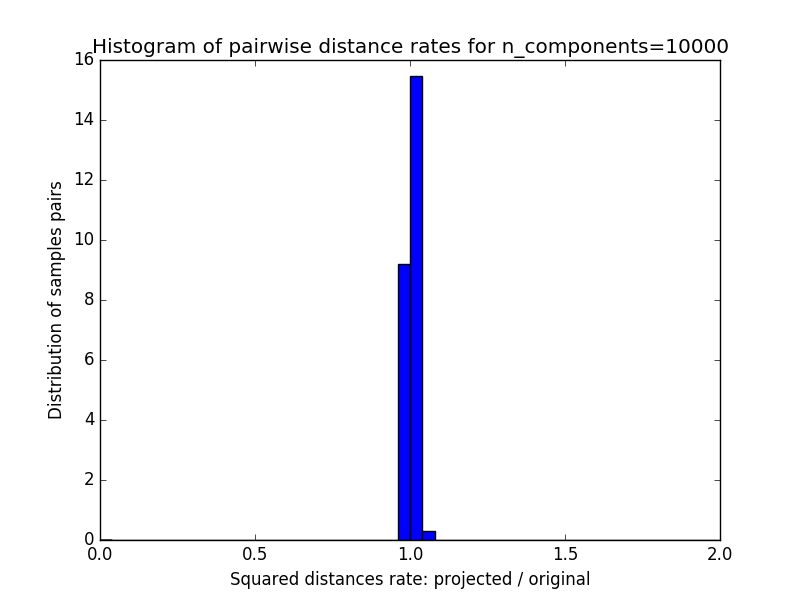 Histogram of pairwise distance rates for n_components=10000
16
14
12
10
8
6
4
2
0
Distribution of samples pairs
0.0 0.5 1.0 1.5 2.0
Squared distances rate: projected / original